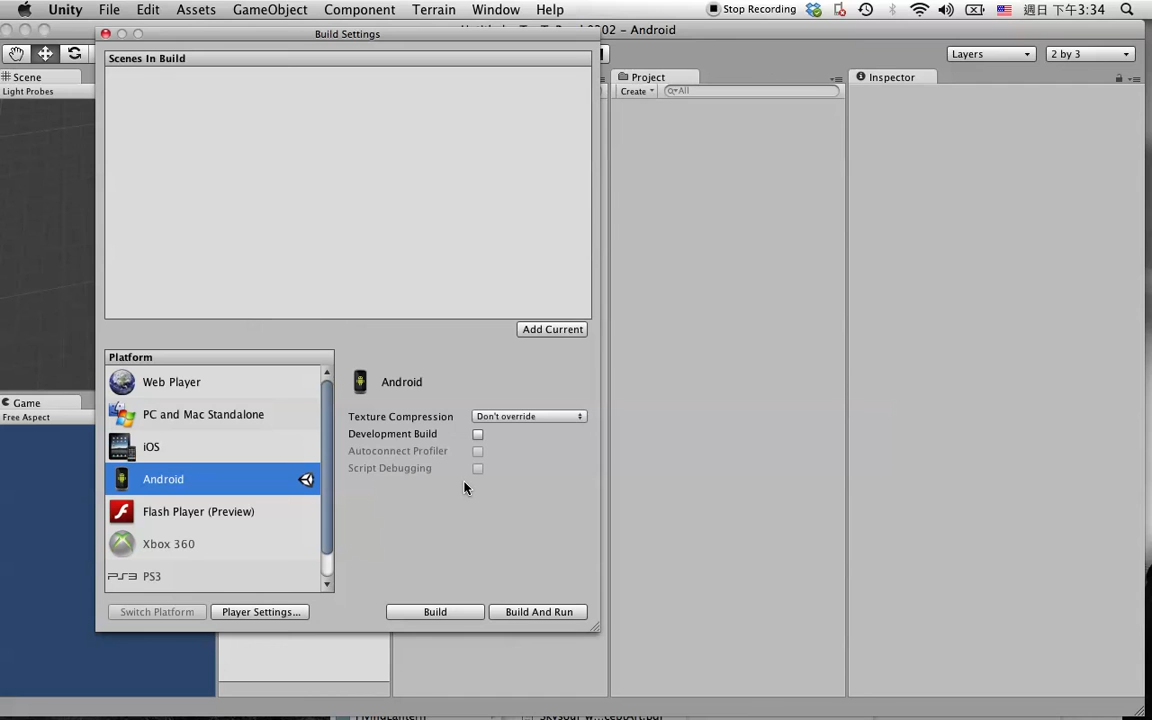 Unity File Edit Assets GameObject Component Terrain Window Help Stop Recording 週日 下午3:34
Build Settings
02 - Android
Layers
2 by 3
Scene
Light Probes
Scenes In Build
Project
Create
All
Inspector
Add Current
Platform
Web Player
PC and Mac Standalone
iOS
Android
Flash Player (Preview)
Xbox 360
PS3
PS3
Android
Texture Compression Don't override
Development Build
Autoconnect Profiler
Script Debugging
Switch Platform
Player Settings...
Build
Build And Run
Game
Free Aspect